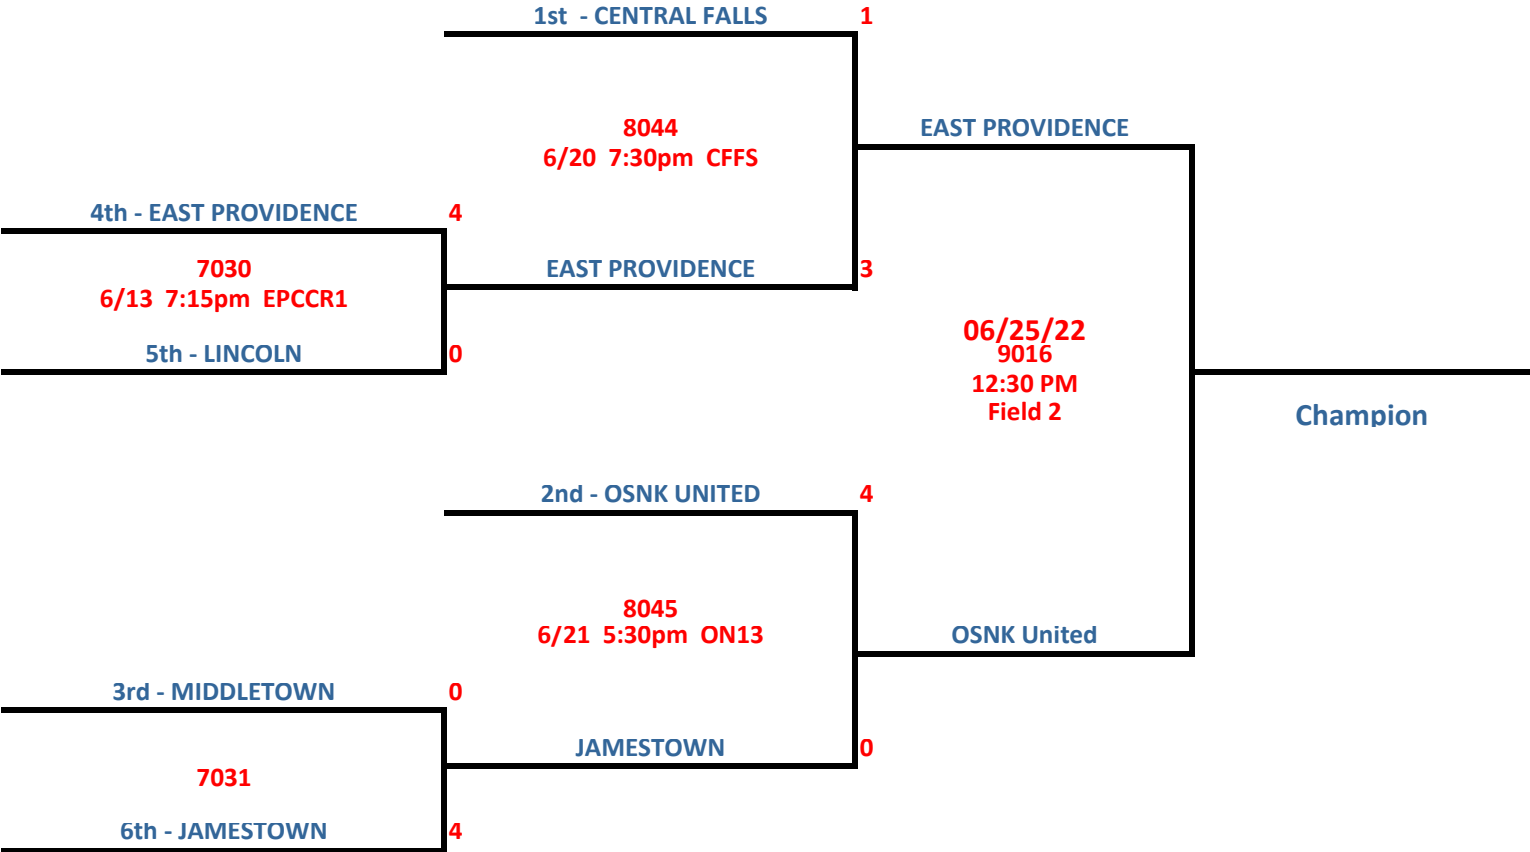 1st - CENTRAL FALLS 1
8044
6/20 7:30pm CFFS
EAST PROVIDENCE
4th - EAST PROVIDENCE 4
7030
6/13 7:15pm EPCCR1
EAST PROVIDENCE 3
5th - LINCOLN 0
06/25/22
9016
12:30 PM
Field 2
Champion
2nd - OSNK UNITED 4
8045
6/21 5:30pm ON13
OSNK United
3rd - MIDDLETOWN 0
JAMESTOWN 0
7031
6th - JAMESTOWN 4